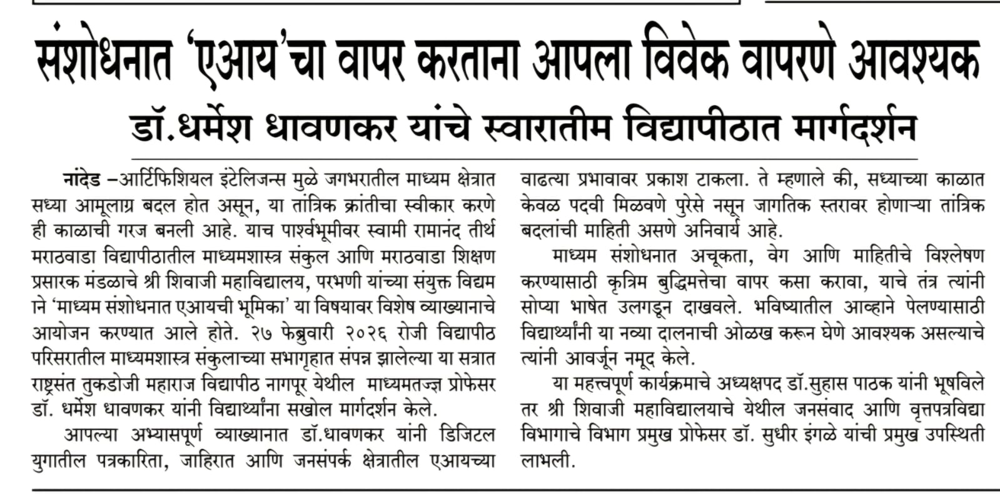 संशोधनात ‘एआय’चा वापर करताना आपला विवेक वापरणे आवश्यक
डॉ.धर्मेश धावणकर यांचे स्वारातीम विद्यापीठात मार्गदर्शन
नांदेड –आर्टिफिशियल इंटेलिजन्स मुळे जगभरातील माध्यम क्षेत्रात
सध्या आमूलाग्र बदल होत असून, या तांत्रिक क्रांतीचा स्वीकार करणे
ही काळाची गरज बनली आहे. याच पार्श्वभूमीवर स्वामी रामानंद तीर्थ
मराठवाडा विद्यापीठातील माध्यमशास्त्र संकुल आणि मराठवाडा शिक्षण
प्रसारक मंडळाचे श्री शिवाजी महाविद्यालय, परभणी यांच्या संयुक्त विद्यम
ाने ‘माध्यम संशोधनात एआयची भूमिका’ या विषयावर विशेष व्याख्यानाचे
आयोजन करण्यात आले होते. २७ फेब्रुवारी २०२६ रोजी विद्यापीठ
परिसरातील माध्यमशास्त्र संकुलाच्या सभागृहात संपन्न झालेल्या या सत्रात
राष्ट्रसंत तुकडोजी महाराज विद्यापीठ नागपूर येथील माध्यमतज्ज्ञ प्रोफेसर
डॉ. धर्मेश धावणकर यांनी विद्यार्थ्यांना सखोल मार्गदर्शन केले.
आपल्या अभ्यासपूर्ण व्याख्यानात डॉ.धावणकर यांनी डिजिटल
युगातील पत्रकारिता, जाहिरात आणि जनसंपर्क क्षेत्रातील एआयच्या
वाढत्या प्रभावावर प्रकाश टाकला. ते म्हणाले की, सध्याच्या काळात
केवळ पदवी मिळवणे पुरेसे नसून जागतिक स्तरावर होणाऱ्या तांत्रिक
बदलांची माहिती असणे अनिवार्य आहे.
माध्यम संशोधनात अचूकता, वेग आणि माहितीचे विश्लेषण
करण्यासाठी कृत्रिम बुद्धिमत्तेचा वापर कसा करावा, याचे तंत्र त्यांनी
सोप्या भाषेत उलगडून दाखवले. भविष्यातील आव्हाने पेलण्यासाठी
विद्यार्थ्यांनी या नव्या दालनाची ओळख करून घेणे आवश्यक असल्याचे
त्यांनी आवर्जून नमूद केले.
या महत्त्वपूर्ण कार्यक्रमाचे अध्यक्षपद डॉ.सुहास पाठक यांनी भूषविले
तर श्री शिवाजी महाविद्यालयाचे येथील जनसंवाद आणि वृत्तपत्रविद्या
विभागाचे विभाग प्रमुख प्रोफेसर डॉ. सुधीर इंगळे यांची प्रमुख उपस्थिती
लाभली.